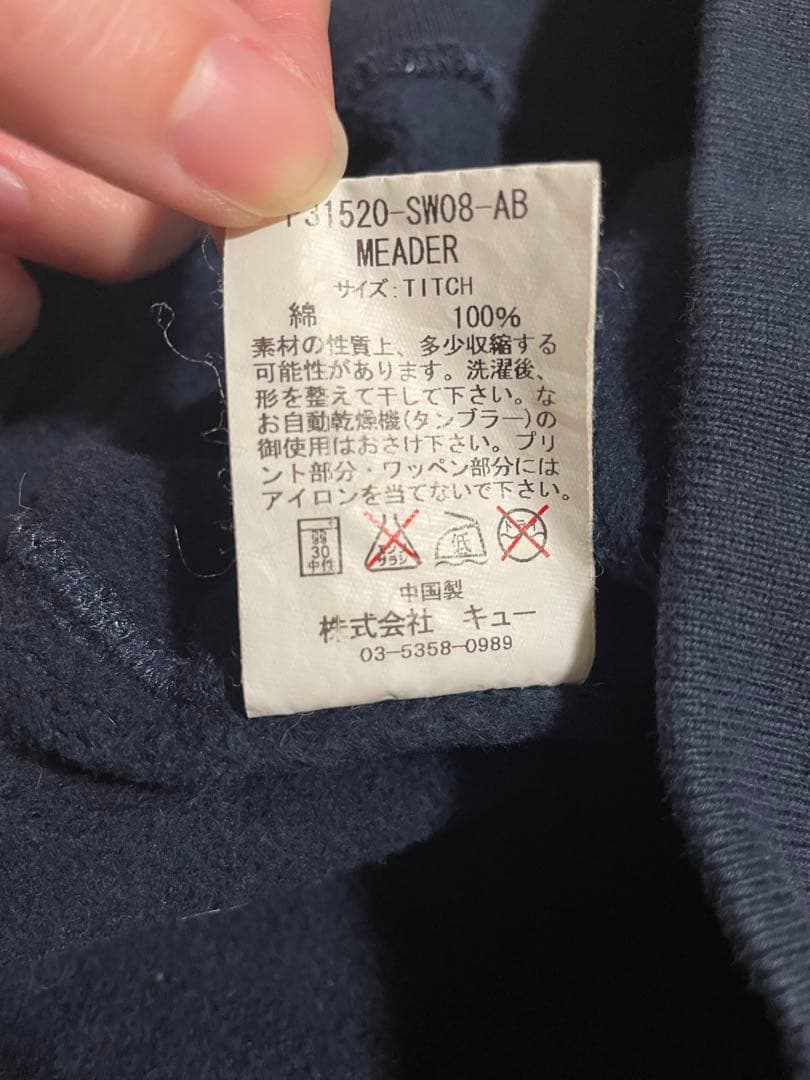 31520-SW08-AB
MEADER
サイズ:TITCH
綿 100%
素材の性質上、多少収縮する
可能性があります。洗濯後、
形を整えて干して下さい。な
お自動乾燥機(タンブラー)の
御使用はおさけ下さい。プリ
ント部分・ワッペン部分には
アイロンを当てないで下さい。
30 中性 エンソ サラシ 低 ドライ
中国製
株式会社 キュー
03-5358-0989